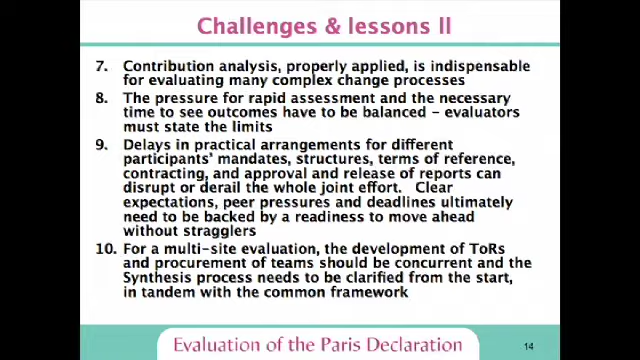 Challenges & lessons II
7. Contribution analysis, properly applied, is indispensable
for evaluating many complex change processes
8. The pressure for rapid assessment and the necessary
time to see outcomes have to be balanced – evaluators
must state the limits
9. Delays in practical arrangements for different
participants' mandates, structures, terms of reference,
contracting, and approval and release of reports can
disrupt or derail the whole joint effort. Clear
expectations, peer pressures and deadlines ultimately
need to be backed by a readiness to move ahead
without stragglers
10. For a multi-site evaluation, the development of ToRs
and procurement of teams should be concurrent and the
Synthesis process needs to be clarified from the start,
in tandem with the common framework
Evaluation of the Paris Declaration
14